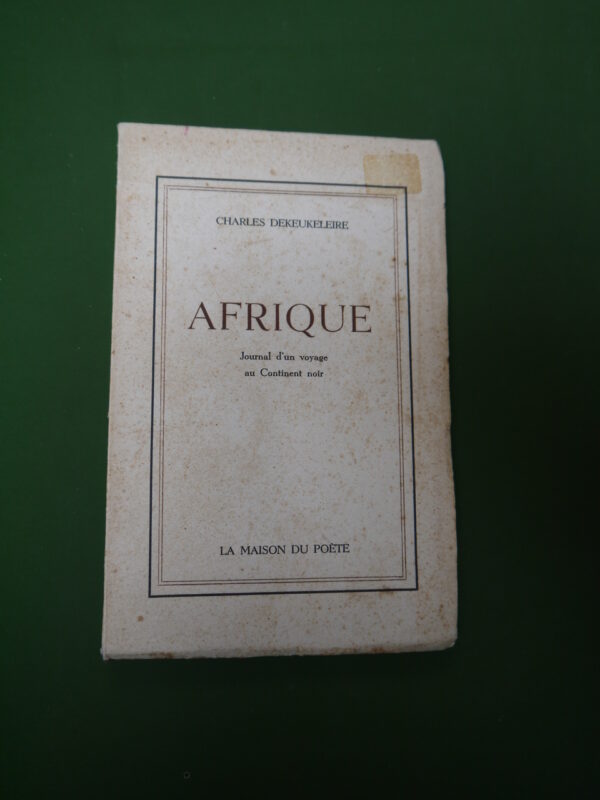 CHARLES DEKEUKELEIRE
AFRIQUE
Journal d'un voyage
au Continent noir
LA MAISON DU POÈTE